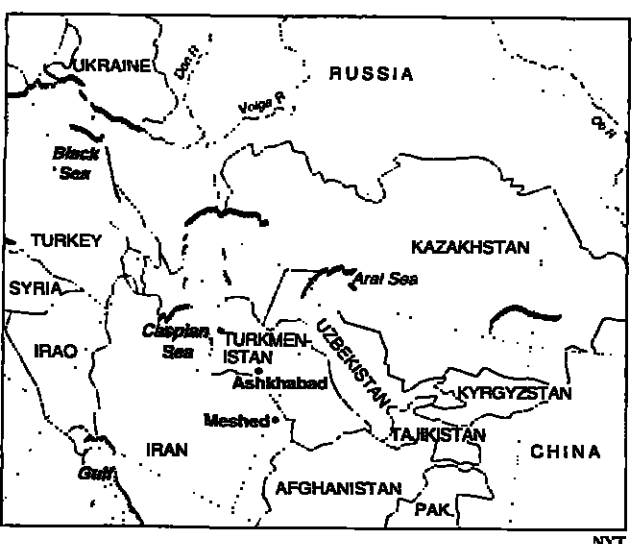 UKRAINE
Don R
RUSSIA
Volga R
Ob R
Black
Sea
TURKEY
KAZAKHSTAN
SYRIA
Aral Sea
Caspian
Sea
TURKMEN-
ISTAN
UZBEKISTAN
IRAQ
Ashkhabad
KYRGYZSTAN
Meshed
TAJIKISTAN
IRAN
CHINA
Gulf
AFGHANISTAN
PAK.
NYT